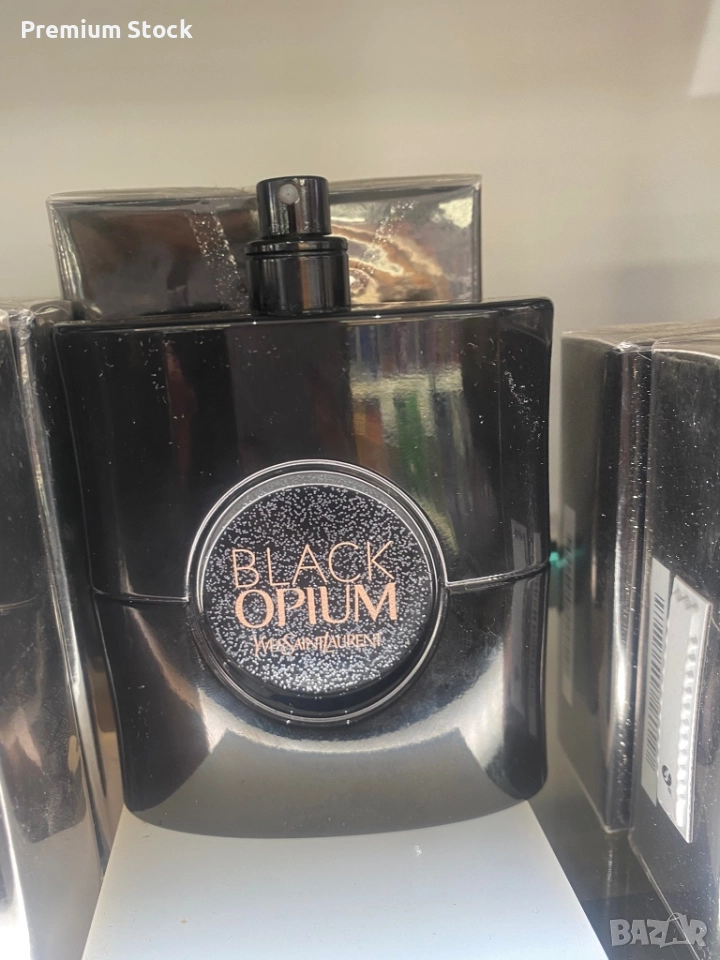 Premium Stock
BLACK
OPIUM
YVESSAINTLAURENT
BAZAR